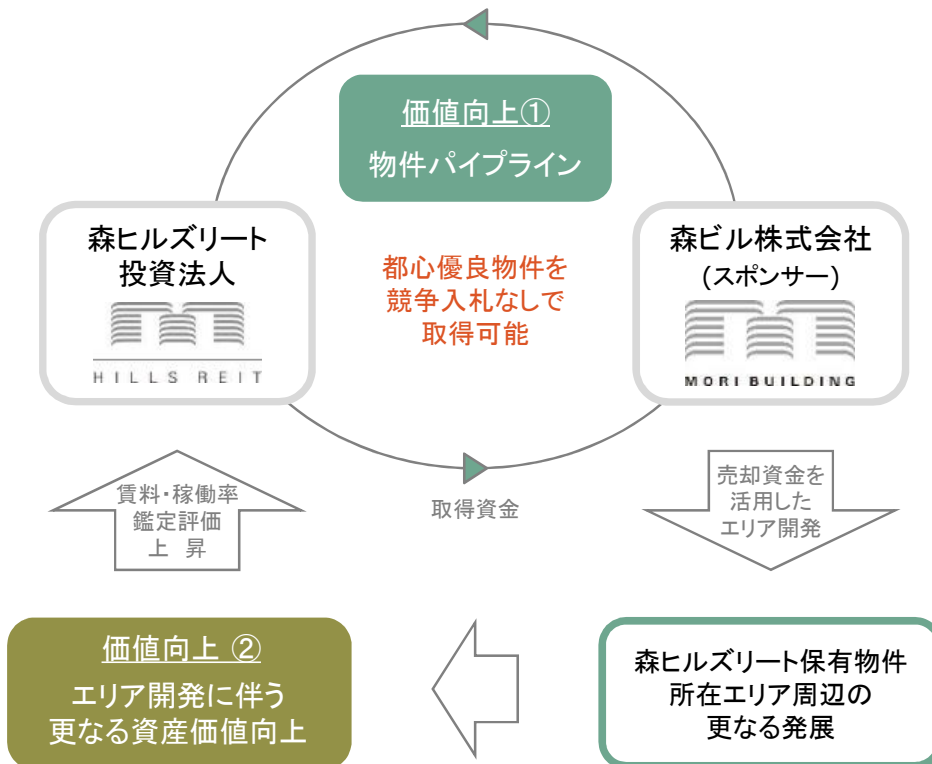 価値向上①
物件パイプライン
森ヒルズリート
投資法人
HILLS REIT
都心優良物件を
競争入札なしで
取得可能
森ビル株式会社
(スポンサー)
MORI BUILDING
取得資金
賃料・稼働率
鑑定評価
上 昇
売却資金を
活用した
エリア開発
価値向上 ②
エリア開発に伴う
更なる資産価値向上
森ヒルズリート保有物件
所在エリア周辺の
更なる発展